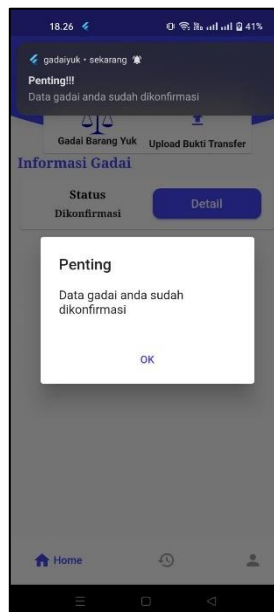 18.26 41%
gadaiyuk • sekarang
Penting!!!
Data gadai anda sudah dikonfirmasi
Gadai Barang Yuk Upload Bukti Transfer
Informasi Gadai
Status
Dikonfirmasi
Detail
Penting
Data gadai anda sudah
dikonfirmasi
OK
Home